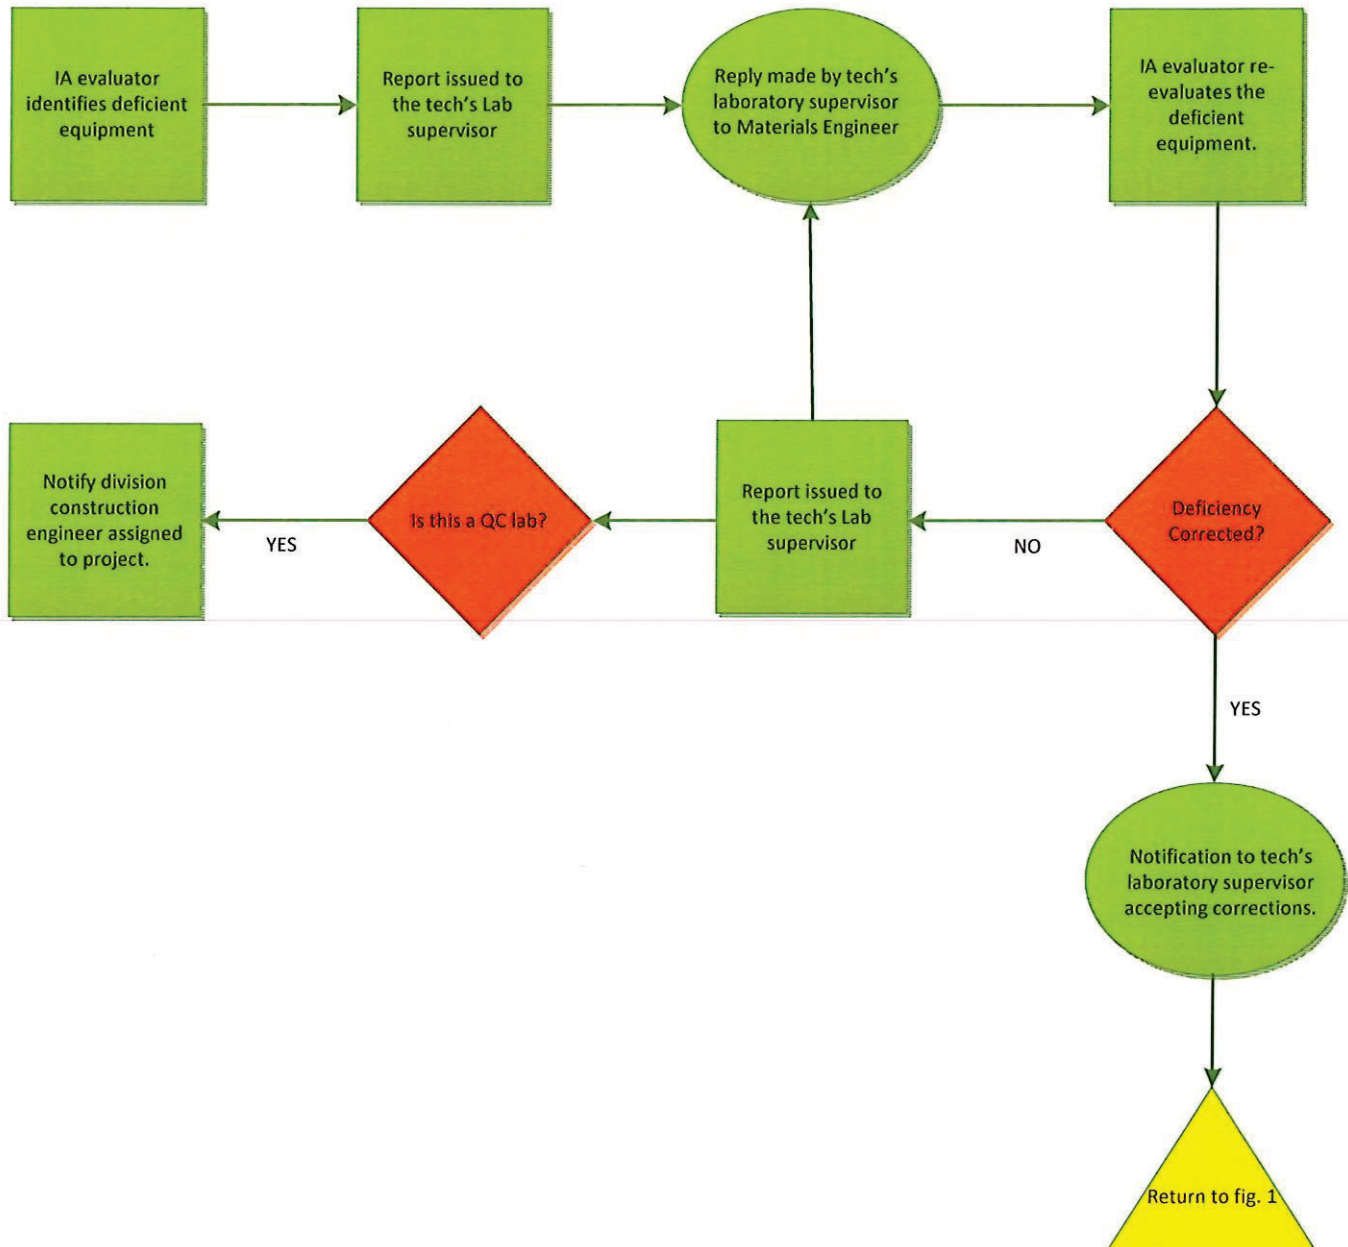 IA evaluator
identifies deficient
equipment
Report issued to
the tech's Lab
supervisor
Reply made by tech's
laboratory supervisor
to Materials Engineer
IA evaluator re-
evaluates the
deficient
equipment.
Notify division
construction
engineer assigned
to project.
YES
Is this a QC lab?
Report issued to
the tech's Lab
supervisor
NO
Deficiency
Corrected?
YES
Notification to tech's
laboratory supervisor
accepting corrections.
Return to fig. 1